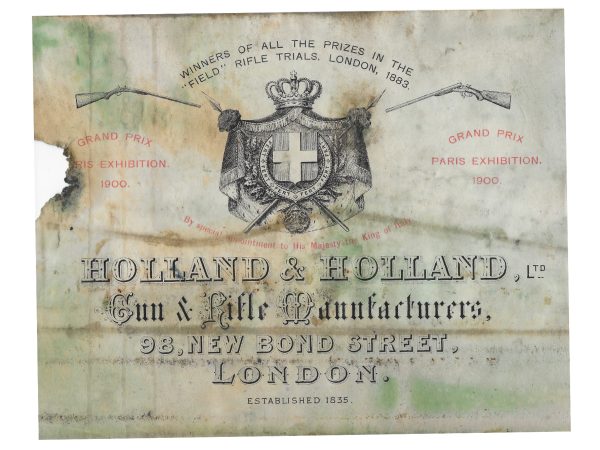 WINNERS OF ALL THE PRIZES IN THE
"FIELD" RIFLE TRIALS. LONDON, 1883.
GRAND PRIX
RIS EXHIBITION.
1900.
GRAND PRIX
PARIS EXHIBITION.
1900.
By special appointment to His Majesty the King of Italy
HOLLAND & HOLLAND, LTD
Gun & Rifle Manufacturers,
98, NEW BOND STREET,
LONDON.
ESTABLISHED 1835.